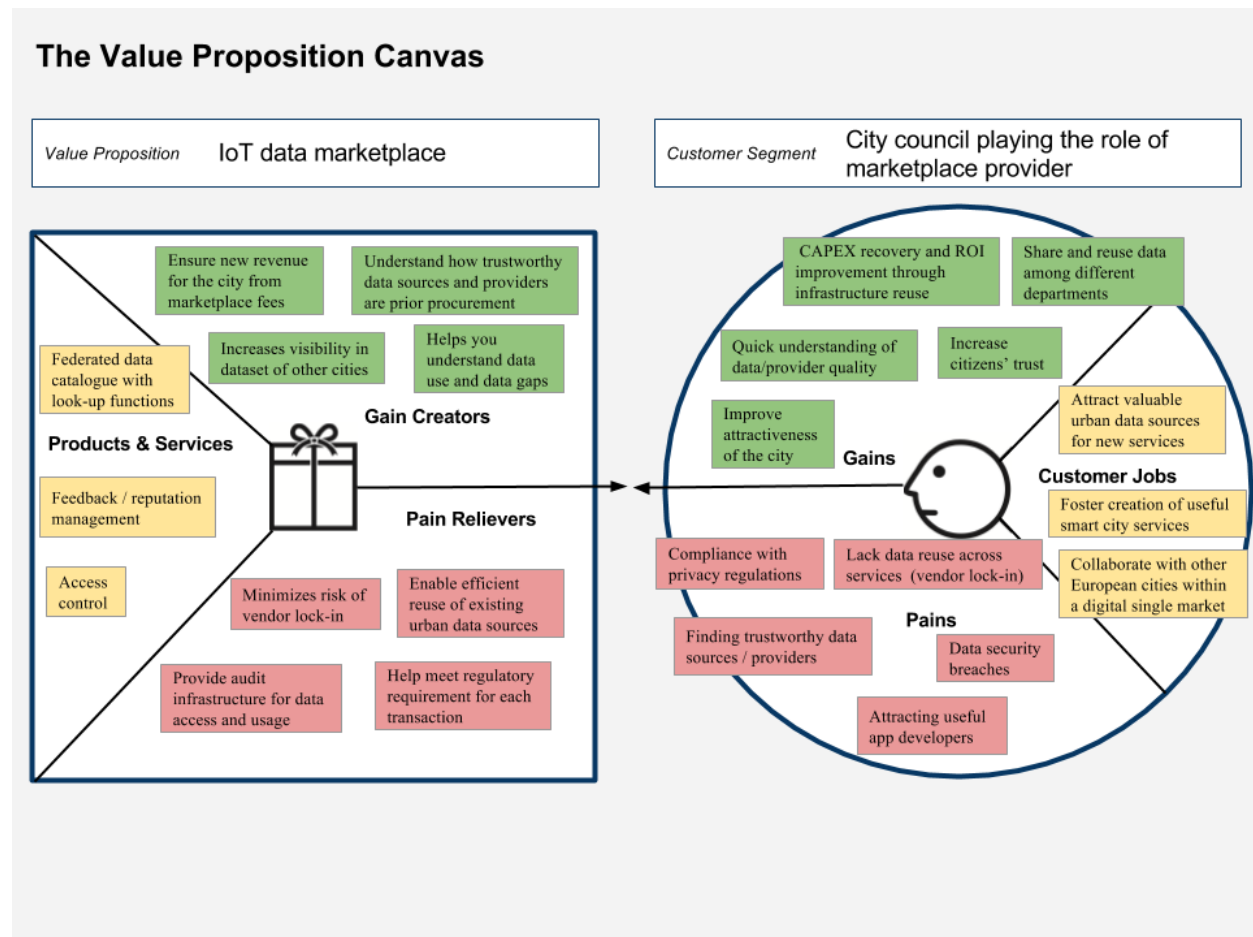 The Value Proposition Canvas
Value Proposition
IoT data marketplace
Customer Segment
City council playing the role of
marketplace provider
Ensure new revenue
for the city from
marketplace fees
Understand how trustworthy
data sources and providers
are prior procurement
Increases visibility in
dataset of other cities
Helps you
understand data
use and data gaps
Gain Creators
Federated data
catalogue with
look-up functions
Products & Services
Feedback / reputation
management
Access
control
Pain Relievers
Minimizes risk of
vendor lock-in
Enable efficient
reuse of existing
urban data sources
Provide audit
infrastructure for data
access and usage
Help meet regulatory
requirement for each
transaction
CAPEX recovery and ROI
improvement through
infrastructure reuse
Share and reuse data
among different
departments
Quick understanding of
data/provider quality
Increase
citizens’ trust
Improve
attractiveness
of the city
Gains
Attract valuable
urban data sources
for new services
Customer Jobs
Foster creation of useful
smart city services
Collaborate with other
European cities within
a digital single market
Compliance with
privacy regulations
Lack data reuse across
services (vendor lock-in)
Pains
Finding trustworthy data
sources / providers
Data security
breaches
Attracting useful
app developers